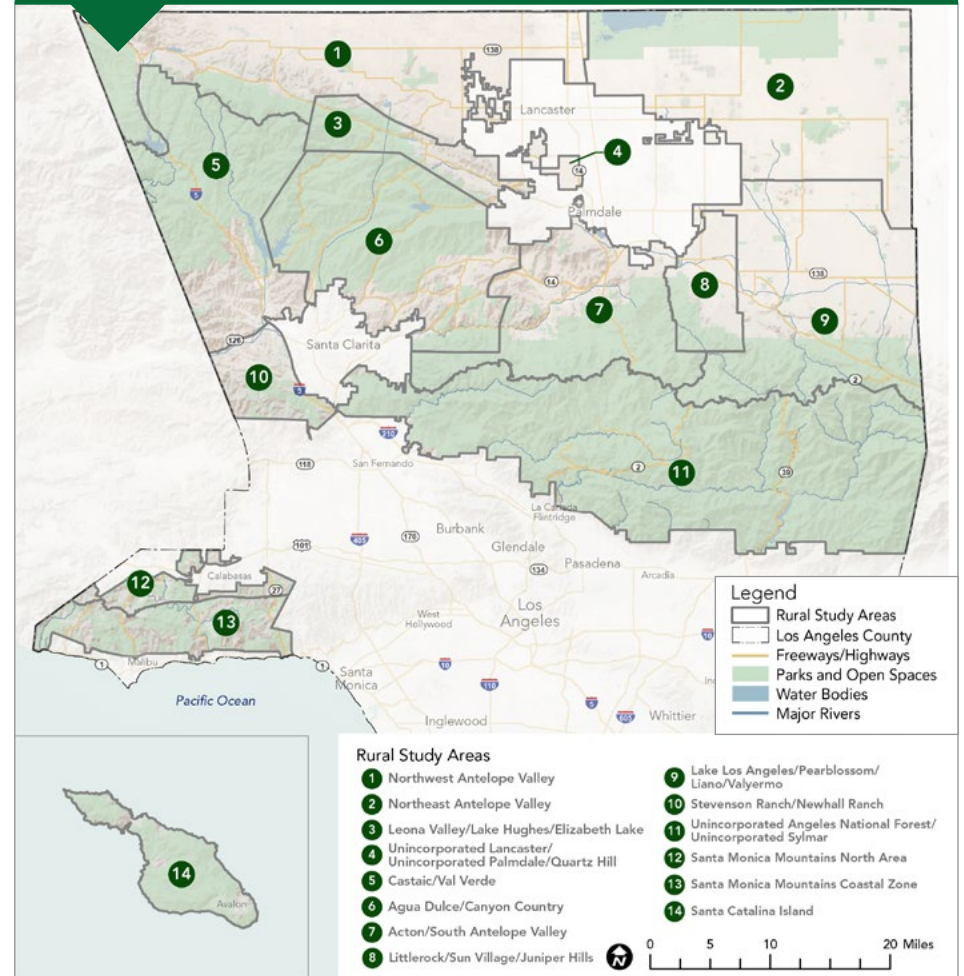 1
138
2
Lancaster
3
4
14
5
5
Palmdale
6
138
14
8
7
9
126
Santa Clarita
10
5
2
210
118
San Fernando
2
11
39
La Cañada
Flintridge
101
405
170
Burbank
Glendale
134
Pasadena
Arcadia
12
Calabasas
27
13
West
Hollywood
Los
Angeles
10
Malibu
1
1
Santa
Monica
10
110
Pacific Ocean
5
605
Whittier
Inglewood
Legend
Rural Study Areas
Los Angeles County
Freeways/Highways
Parks and Open Spaces
Water Bodies
Major Rivers
14
Avalon
Rural Study Areas
1 Northwest Antelope Valley
2 Northeast Antelope Valley
3 Leona Valley/Lake Hughes/Elizabeth Lake
4 Unincorporated Lancaster/
Unincorporated Palmdale/Quartz Hill
5 Castaic/Val Verde
6 Agua Dulce/Canyon Country
7 Acton/South Antelope Valley
8 Littlerock/Sun Village/Juniper Hills
9 Lake Los Angeles/Pearblossom/
Liano/Valyermo
10 Stevenson Ranch/Newhall Ranch
11 Unincorporated Angeles National Forest/
Unincorporated Sylmar
12 Santa Monica Mountains North Area
13 Santa Monica Mountains Coastal Zone
14 Santa Catalina Island
N
0 5 10 20 Miles